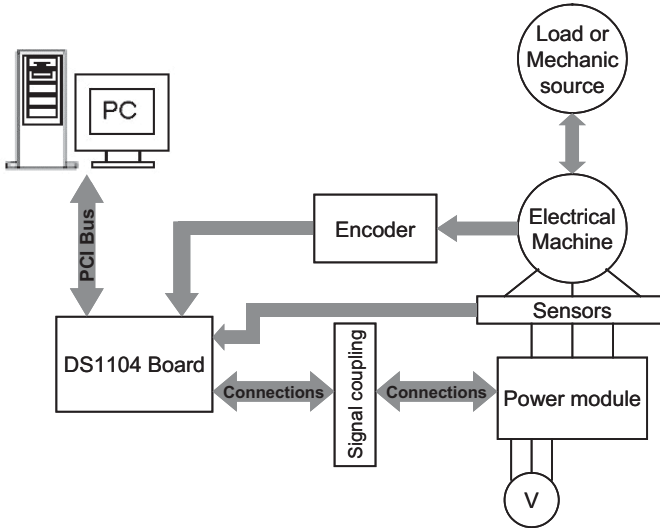 Load or
Mechanic
source
PC
PCI Bus
Encoder
Electrical
Machine
Sensors
DS1104 Board
Connections
Signal coupling
Connections
Power module
V